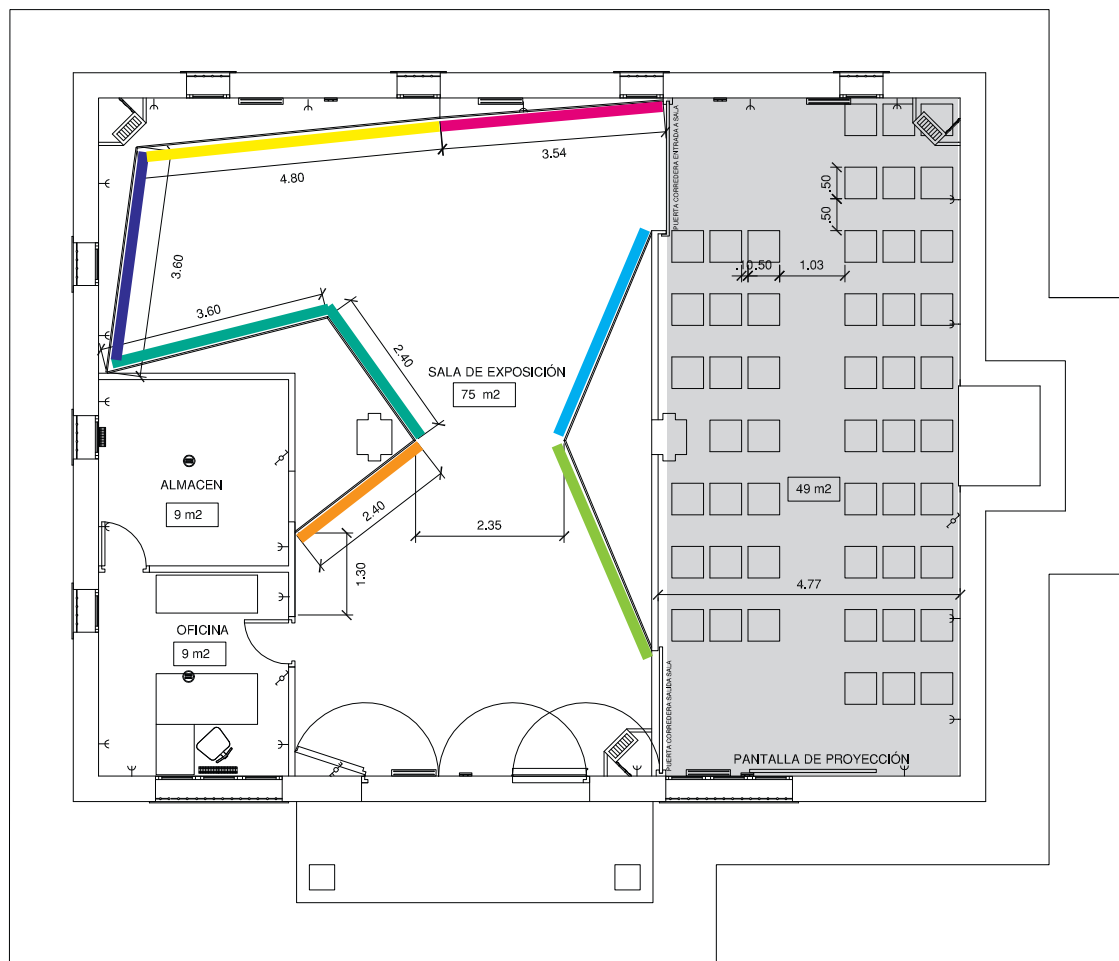 PUERTA CORREDERA ENTRADA A SALA
3.54
4.80
.50
.50
3.60
.10
.50
1.03
3.60
2.40
SALA DE EXPOSICIÓN
75 m2
ALMACEN
9 m2
49 m2
2.40
2.35
1.30
4.77
OFICINA
9 m2
PUERTA CORREDERA SALIDA SALA
PANTALLA DE PROYECCIÓN